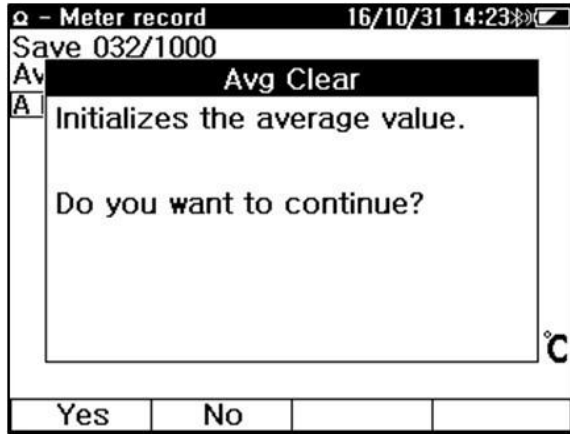 Ω - Meter record 16/10/31 14:23
Save 032/1000
Av
A
Avg Clear
Initializes the average value.
Do you want to continue?
℃
Yes No